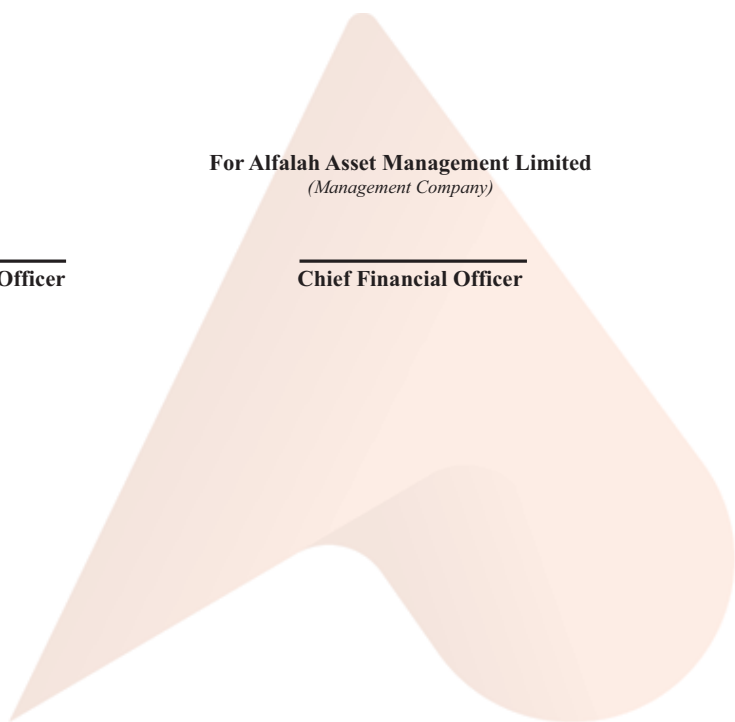 For Alfalah Asset Management Limited
(Management Company)
Officer Chief Financial Officer